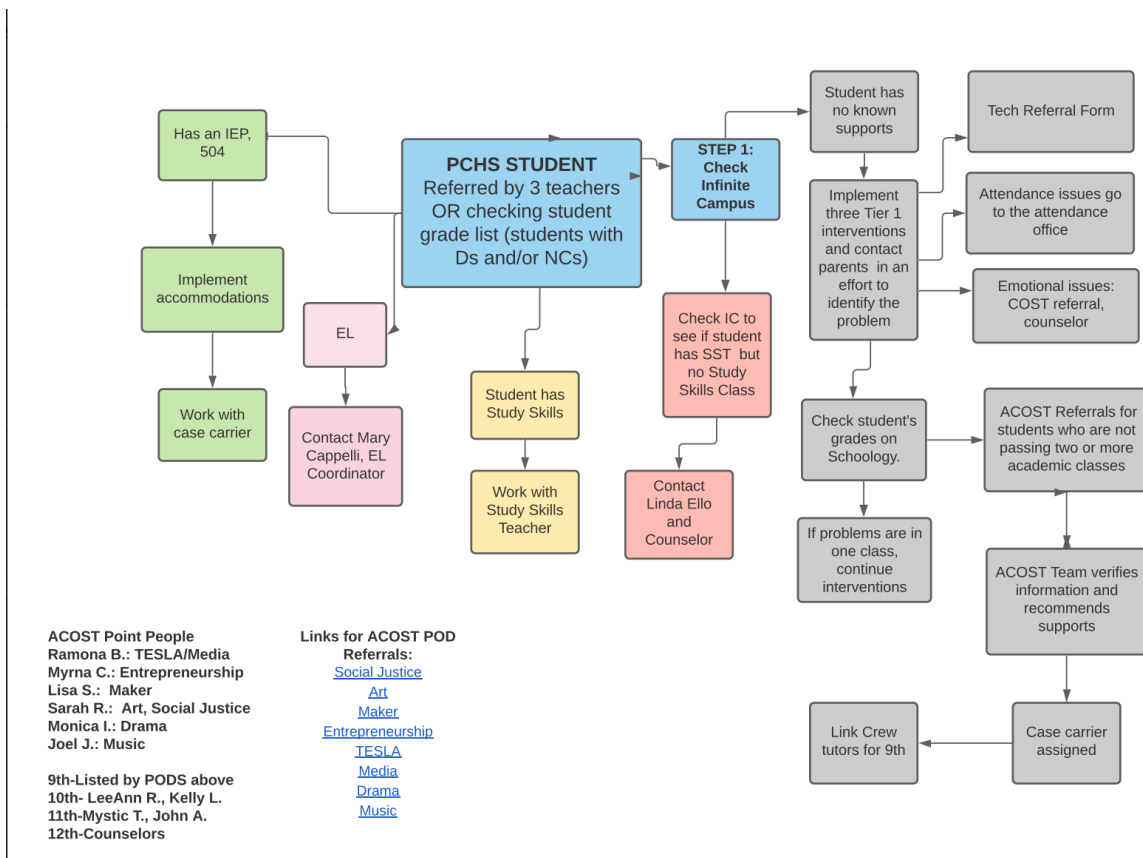 Has an IEP,
504
Implement
accommodations
Work with
case carrier
EL
Contact Mary
Cappelli, EL
Coordinator
PCHS STUDENT
Referred by 3 teachers
OR checking student
grade list (students with
Ds and/or NCs)
Student has
Study Skills
Work with
Study Skills
Teacher
STEP 1:
Check
Infinite
Campus
Check IC to
see if student
has SST but
no Study
Skills Class
Contact
Linda Ello
and
Counselor
Student has
no known
supports
Implement
three Tier 1
interventions
and contact
parents in an
effort to
identify the
problem
Tech Referral Form
Attendance issues go
to the attendance
office
Emotional issues:
COST referral,
counselor
Check student's
grades on
Schoology.
If problems are in
one class,
continue
interventions
ACOST Referrals for
students who are not
passing two or more
academic classes
ACOST Team verifies
information and
recommends
supports
Case carrier
assigned
Link Crew
tutors for 9th
ACOST Point People
Ramona B.: TESLA/Media
Myrna C.: Entrepreneurship
Lisa S.: Maker
Sarah R.: Art, Social Justice
Monica I.: Drama
Joel J.: Music
9th-Listed by PODS above
10th- LeeAnn R., Kelly L.
11th-Mystic T., John A.
12th-Counselors
Links for ACOST POD
Referrals:
Social Justice
Art
Maker
Entrepreneurship
TESLA
Media
Drama
Music